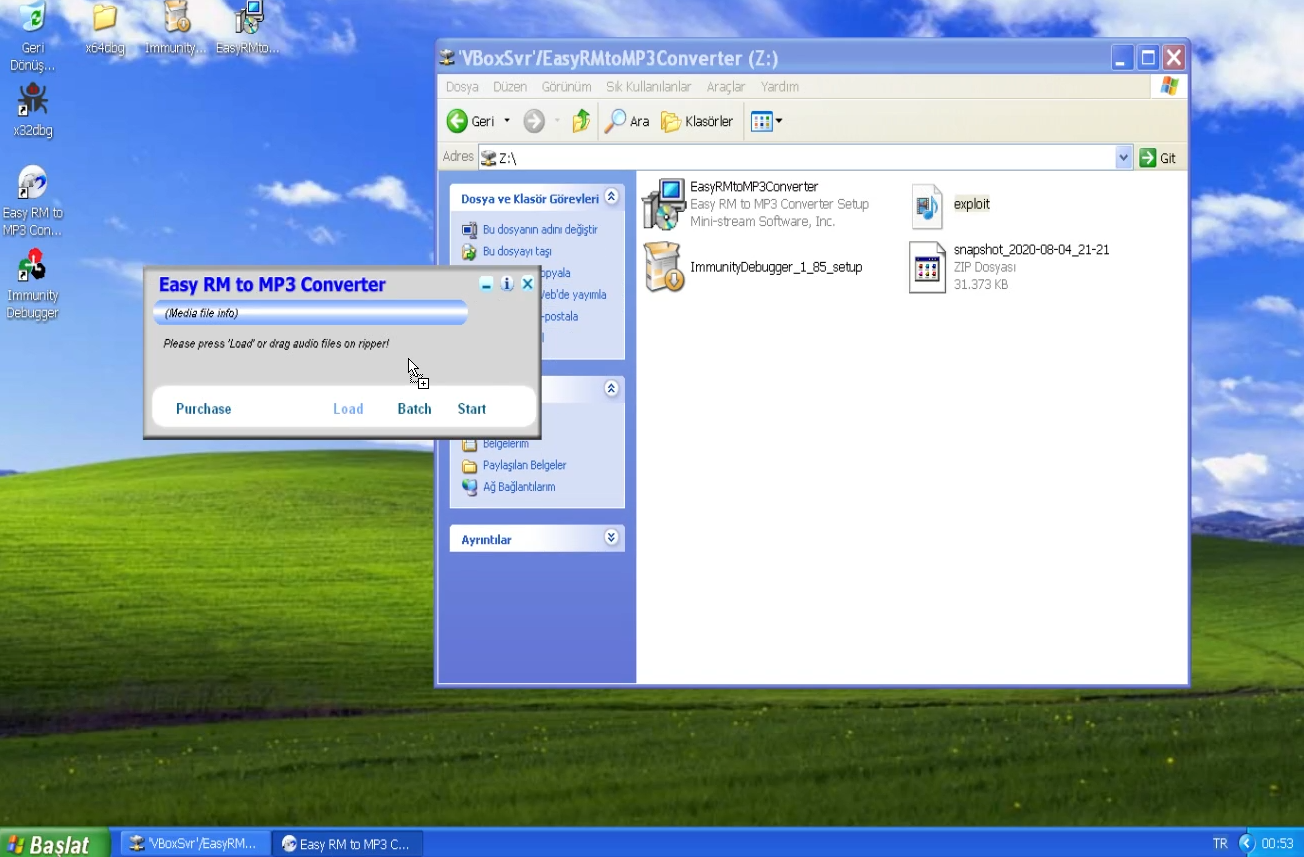 Geri
Dönüş...
x64dbg
Immunity...
EasyRMto...
x32dbg
Easy RM to
MP3 Con...
Immunity
Debugger
'VBoxSvr'/EasyRMtoMP3Converter (Z:)
Dosya Düzen Görünüm Sık Kullanılanlar Araçlar Yardım
Geri Ara Klasörler
Adres Z:\ Git
Dosya ve Klasör Görevleri
Bu dosyanın adını değiştir
Bu dosyayı taşı
opyala
eb'de yayımla
-postala
Belgelerim
Paylaşılan Belgeler
Ağ Bağlantılarım
Ayrıntılar
EasyRMtoMP3Converter
Easy RM to MP3 Converter Setup
Mini-stream Software, Inc.
exploit
ImmunityDebugger_1_85_setup
snapshot_2020-08-04_21-21
ZIP Dosyası
31.373 KB
Easy RM to MP3 Converter
(Media file info)
Please press 'Load' or drag audio files on ripper!
Purchase Load Batch Start
Başlat
'VBoxSvr'/EasyRM...
Easy RM to MP3 C...
TR 00:53